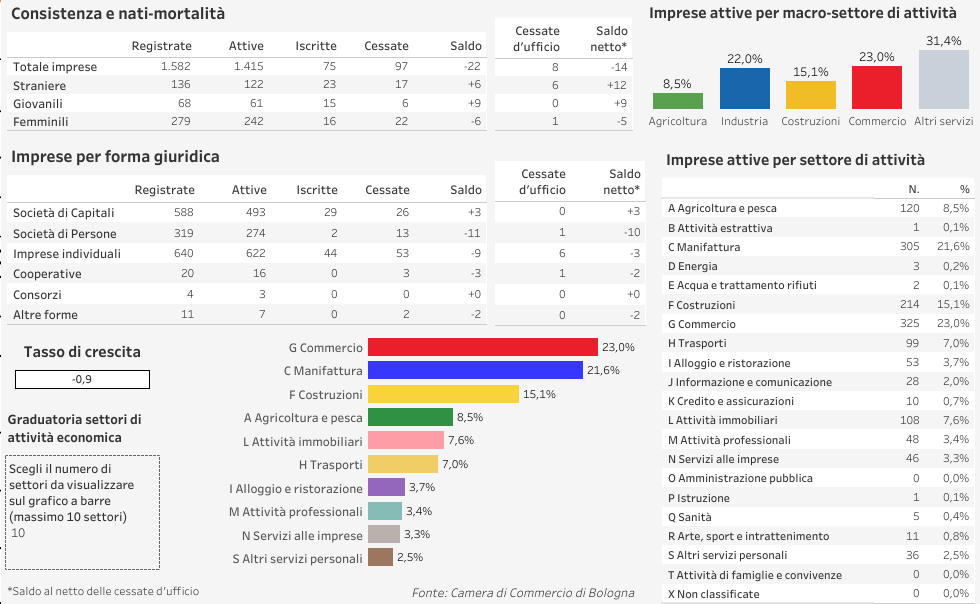 Consistenza e nati-mortalità
Registrate Attive Iscritte Cessate Saldo Cessate d'ufficio Saldo netto*
Totale imprese 1.582 1.415 75 97 -22 8 -14
Straniere 136 122 23 17 +6 6 +12
Giovanili 68 61 15 6 +9 0 +9
Femminili 279 242 16 22 -6 1 -5
Imprese attive per macro-settore di attività
8,5% 22,0% 15,1% 23,0% 31,4%
Agricoltura Industria Costruzioni Commercio Altri servizi
Imprese per forma giuridica
Registrate Attive Iscritte Cessate Saldo Cessate d'ufficio Saldo netto*
Società di Capitali 588 493 29 26 +3 0 +3
Società di Persone 319 274 2 13 -11 1 -10
Imprese individuali 640 622 44 53 -9 6 -3
Cooperative 20 16 0 3 -3 1 -2
Consorzi 4 3 0 0 +0 0 +0
Altre forme 11 7 0 2 -2 0 -2
Imprese attive per settore di attività
N. %
A Agricoltura e pesca 120 8,5%
B Attività estrattiva 1 0,1%
C Manifattura 305 21,6%
D Energia 3 0,2%
E Acqua e trattamento rifiuti 2 0,1%
F Costruzioni 214 15,1%
G Commercio 325 23,0%
H Trasporti 99 7,0%
I Alloggio e ristorazione 53 3,7%
J Informazione e comunicazione 28 2,0%
K Credito e assicurazioni 10 0,7%
L Attività immobiliari 108 7,6%
M Attività professionali 48 3,4%
N Servizi alle imprese 46 3,3%
O Amministrazione pubblica 0 0,0%
P Istruzione 1 0,1%
Q Sanità 5 0,4%
R Arte, sport e intrattenimento 11 0,8%
S Altri servizi personali 36 2,5%
T Attività di famiglie e convivenze 0 0,0%
X Non classificate 0 0,0%
Tasso di crescita
-0,9
Graduatoria settori di
attività economica
Scegli il numero di
settori da visualizzare
sul grafico a barre
(massimo 10 settori)
10
G Commercio 23,0%
C Manifattura 21,6%
F Costruzioni 15,1%
A Agricoltura e pesca 8,5%
L Attività immobiliari 7,6%
H Trasporti 7,0%
I Alloggio e ristorazione 3,7%
M Attività professionali 3,4%
N Servizi alle imprese 3,3%
S Altri servizi personali 2,5%
*Saldo al netto delle cessate d'ufficio
Fonte: Camera di Commercio di Bologna